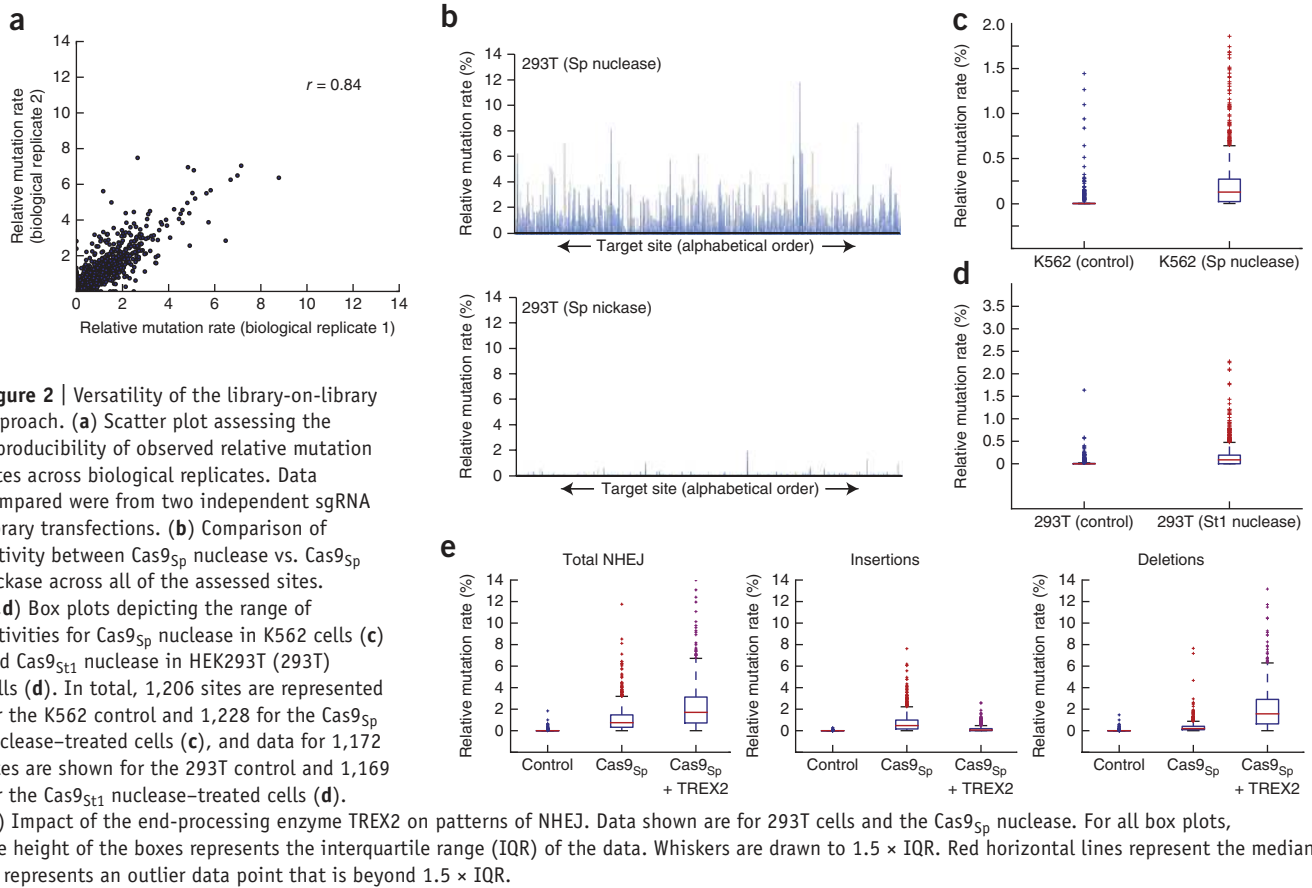 a
14
12
10
8
6
4
2
0
2
4
6
8
10
12
14
r = 0.84
Relative mutation rate
(biological replicate 2)
Relative mutation rate (biological replicate 1)
b
293T (Sp nuclease)
Relative mutation rate (%)
14
12
10
8
6
4
2
0
Target site (alphabetical order)
293T (Sp nickase)
Relative mutation rate (%)
14
12
10
8
6
4
2
0
Target site (alphabetical order)
c
Relative mutation rate (%)
2.0
1.5
1.0
0.5
0
K562 (control)
K562 (Sp nuclease)
d
Relative mutation rate (%)
3.5
3.0
2.5
2.0
1.5
1.0
0.5
0
293T (control)
293T (St1 nuclease)
e
Total NHEJ
Relative mutation rate (%)
14
12
10
8
6
4
2
0
Control
Cas9Sp
Cas9Sp
+ TREX2
Insertions
Relative mutation rate (%)
14
12
10
8
6
4
2
0
Control
Cas9Sp
Cas9Sp
+ TREX2
Deletions
Relative mutation rate (%)
14
12
10
8
6
4
2
0
Control
Cas9Sp
Cas9Sp
+ TREX2
gure 2 | Versatility of the library-on-library
proach. (a) Scatter plot assessing the
producibility of observed relative mutation
tes across biological replicates. Data
mpared were from two independent sgRNA
brary transfections. (b) Comparison of
tivity between Cas9Sp nuclease vs. Cas9Sp
ckase across all of the assessed sites.
,d) Box plots depicting the range of
tivities for Cas9Sp nuclease in K562 cells (c)
d Cas9St1 nuclease in HEK293T (293T)
lls (d). In total, 1,206 sites are represented
r the K562 control and 1,228 for the Cas9Sp
clease–treated cells (c), and data for 1,172
tes are shown for the 293T control and 1,169
r the Cas9St1 nuclease–treated cells (d).
) Impact of the end-processing enzyme TREX2 on patterns of NHEJ. Data shown are for 293T cells and the Cas9Sp nuclease. For all box plots,
e height of the boxes represents the interquartile range (IQR) of the data. Whiskers are drawn to 1.5 × IQR. Red horizontal lines represent the median
represents an outlier data point that is beyond 1.5 × IQR.